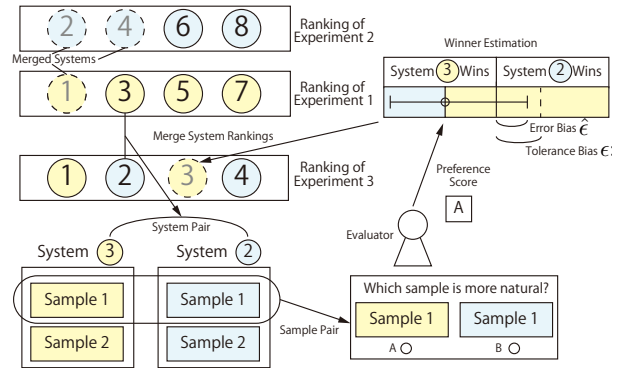 2 4 6 8
Ranking of
Experiment 2
Merged Systems
1 3 5 7
Ranking of
Experiment 1
Merge System Rankings
1 2 3 4
Ranking of
Experiment 3
Winner Estimation
System 3 Wins
System 2 Wins
Error Bias ϵ̂
Tolerance Bias ϵ
Preference
Score
A
Evaluator
System Pair
System 3
System 2
Sample 1
Sample 1
Sample 2
Sample 2
Sample Pair
Which sample is more natural?
Sample 1
Sample 1
A
B